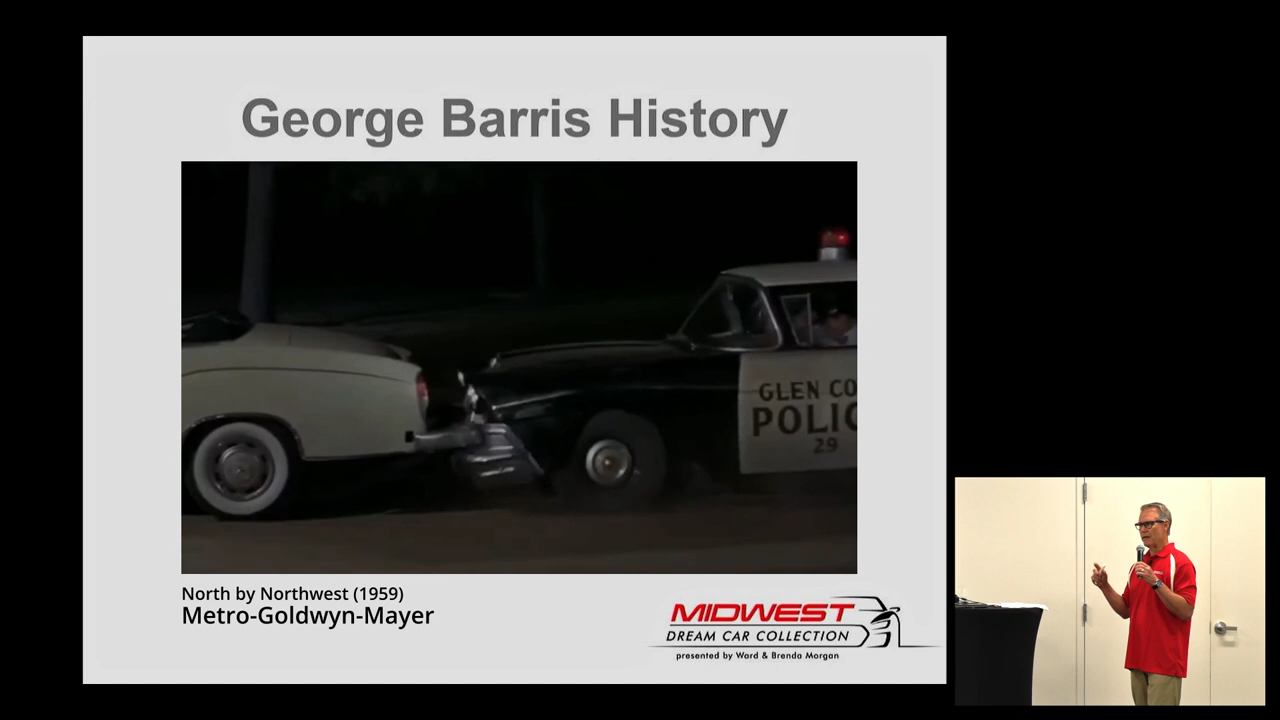 George Barris History
GLEN CO
POLIC
29
North by Northwest (1959)
Metro-Goldwyn-Mayer
MIDWEST
DREAM CAR COLLECTION
presented by Ward & Brenda Morgan